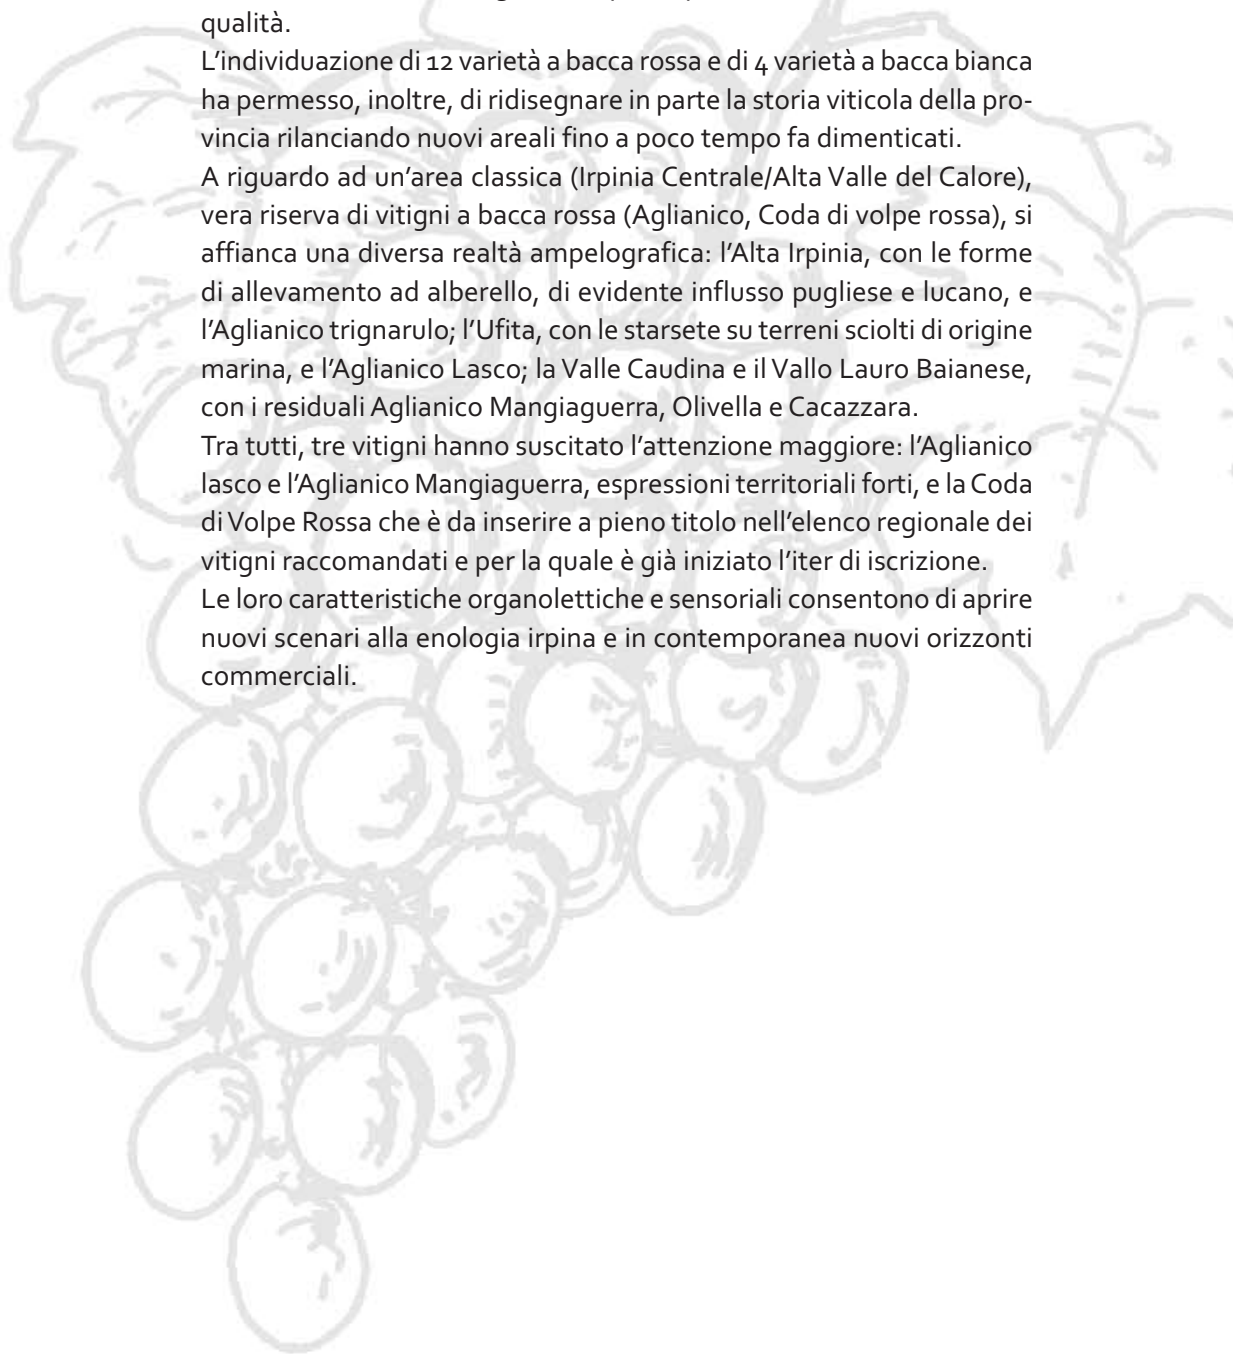 qualità.
L'individuazione di 12 varietà a bacca rossa e di 4 varietà a bacca bianca
ha permesso, inoltre, di ridisegnare in parte la storia viticola della pro-
vincia rilanciando nuovi areali fino a poco tempo fa dimenticati.
A riguardo ad un'area classica (Irpinia Centrale/Alta Valle del Calore),
vera riserva di vitigni a bacca rossa (Aglianico, Coda di volpe rossa), si
affianca una diversa realtà ampelografica: l'Alta Irpinia, con le forme
di allevamento ad alberello, di evidente influsso pugliese e lucano, e
l'Aglianico trignarulo; l'Ufita, con le starsete su terreni sciolti di origine
marina, e l'Aglianico Lasco; la Valle Caudina e il Vallo Lauro Baianese,
con i residuali Aglianico Mangiaguerra, Olivella e Cacazzara.
Tra tutti, tre vitigni hanno suscitato l'attenzione maggiore: l'Aglianico
lasco e l'Aglianico Mangiaguerra, espressioni territoriali forti, e la Coda
di Volpe Rossa che è da inserire a pieno titolo nell'elenco regionale dei
vitigni raccomandati e per la quale è già iniziato l'iter di iscrizione.
Le loro caratteristiche organolettiche e sensoriali consentono di aprire
nuovi scenari alla enologia irpina e in contemporanea nuovi orizzonti
commerciali.